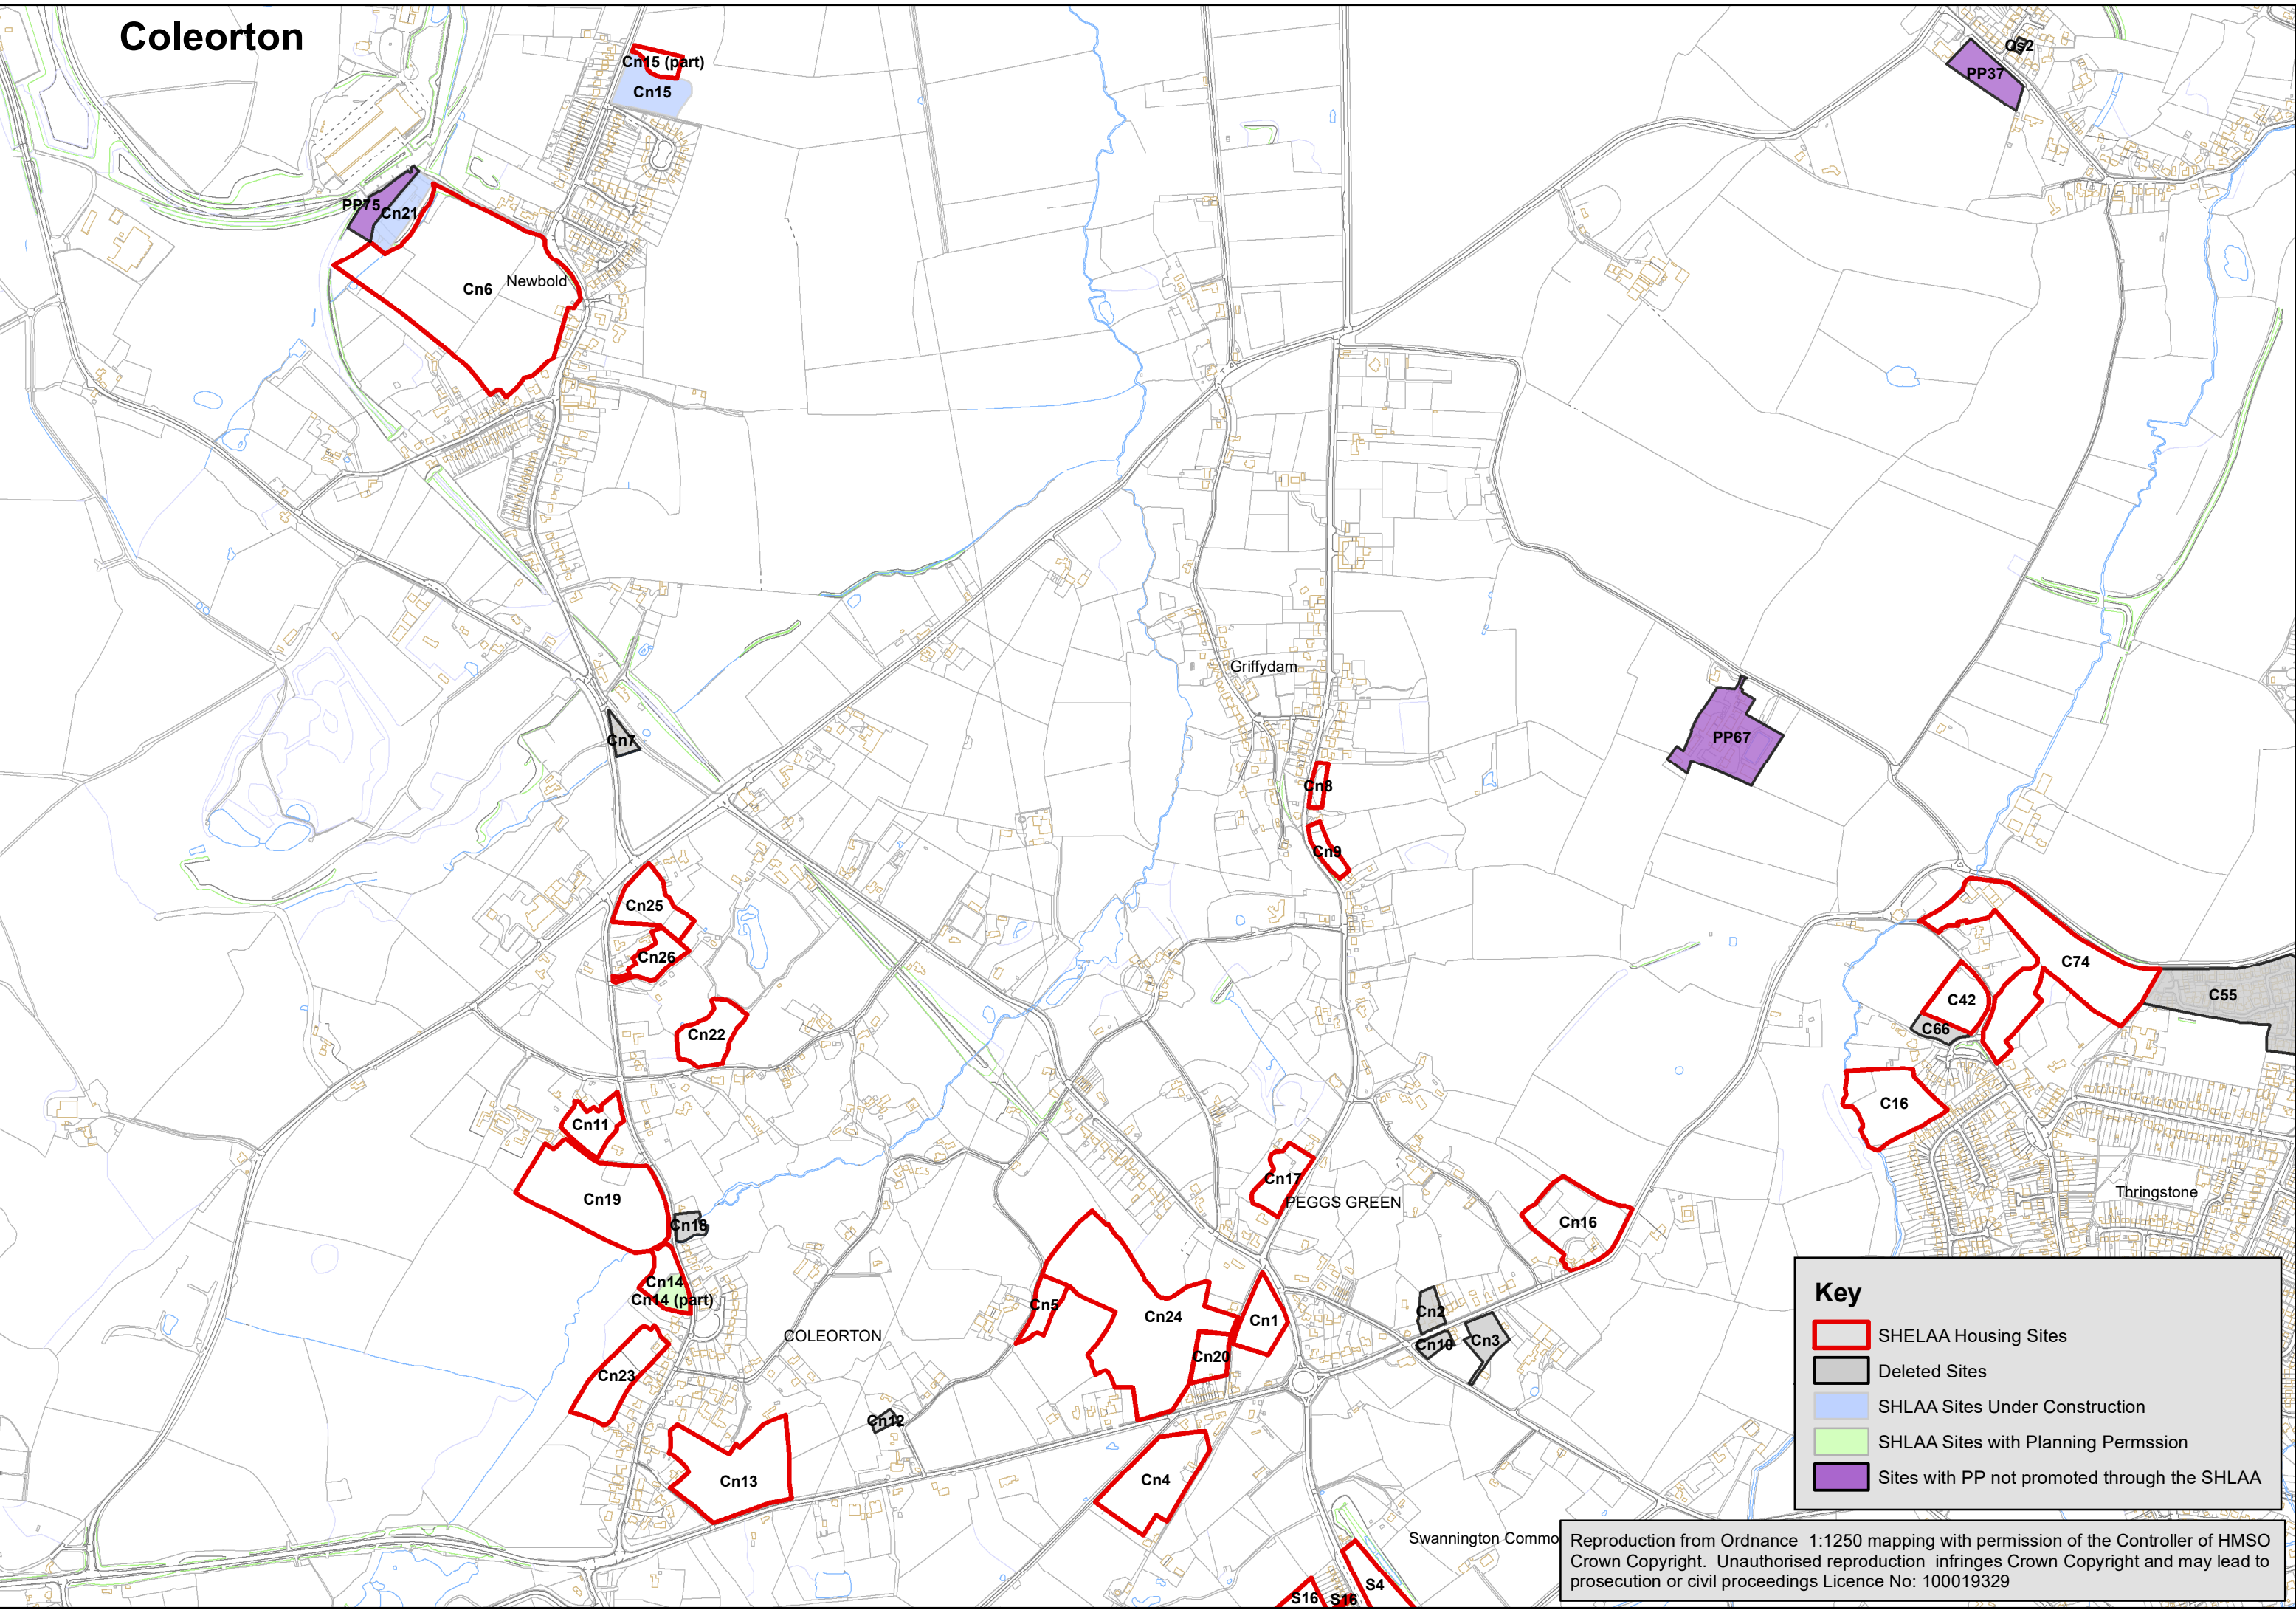 Coleorton
Os2
Cn15 (part)
PP37
Cn15
PP75
Cn21
Newbold
Cn6
Griffydam
Cn7
PP67
Cn8
Cn9
Cn25
Cn26
C74
C55
C42
C66
Cn22
C16
Cn11
Cn17
Thringstone
Cn19
PEGGS GREEN
Cn18
Cn16
Cn14
Cn14 (part)
Cn5
Cn24
Cn1
Cn2
COLEORTON
Cn10
Cn3
Cn20
Cn23
Cn12
Cn13
Cn4
Key
SHELAA Housing Sites
Deleted Sites
SHLAA Sites Under Construction
SHLAA Sites with Planning Permssion
Sites with PP not promoted through the SHLAA
Swannington Commo
Reproduction from Ordnance 1:1250 mapping with permission of the Controller of HMSO
Crown Copyright. Unauthorised reproduction infringes Crown Copyright and may lead to
prosecution or civil proceedings Licence No: 100019329
S4
S16
S16